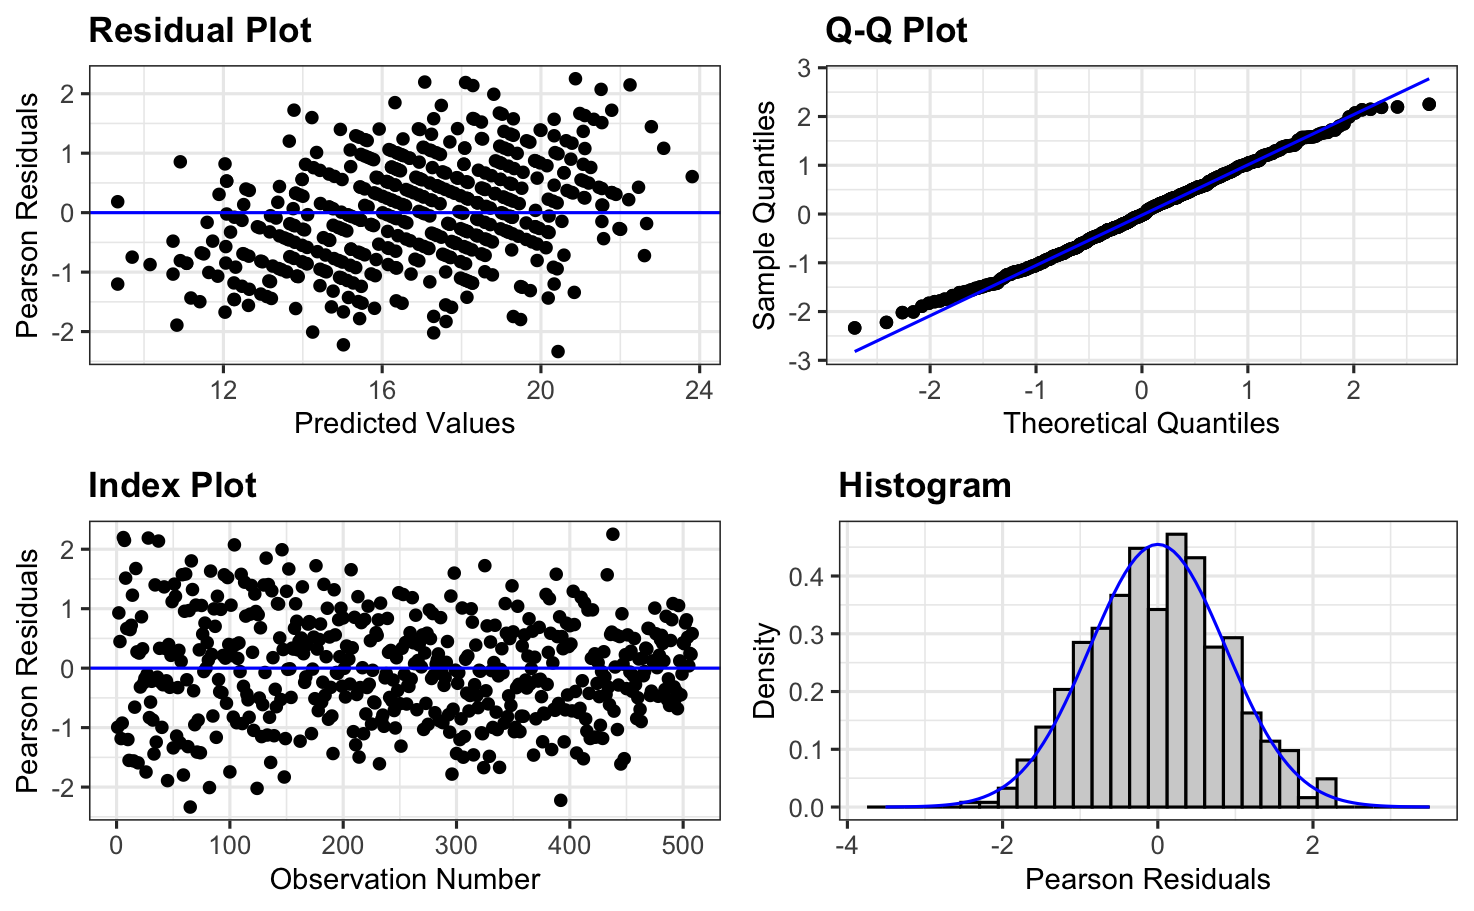 Residual Plot
Pearson Residuals
2
1
0
-1
-2
12 16 20 24
Predicted Values
Q-Q Plot
Sample Quantiles
3
2
1
0
-1
-2
-3
-2 -1 0 1 2
Theoretical Quantiles
Index Plot
Pearson Residuals
2
1
0
-1
-2
0 100 200 300 400 500
Observation Number
Histogram
Density
0.4
0.3
0.2
0.1
0.0
-4 -2 0 2
Pearson Residuals